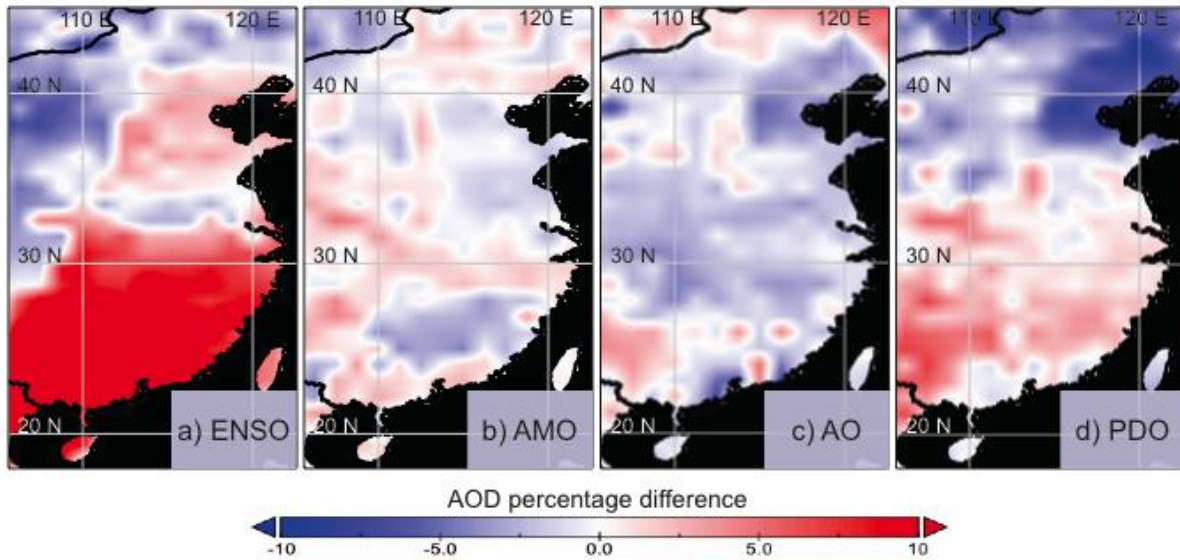 110 E 120 E 110 E 120 E 110 E 120 E 110 E 120 E
40 N 40 N 40 N 40 N
30 N 30 N 30 N 30 N
20 N 20 N 20 N 20 N
a) ENSO b) AMO c) AO d) PDO
AOD percentage difference
-10 -5.0 0.0 5.0 10